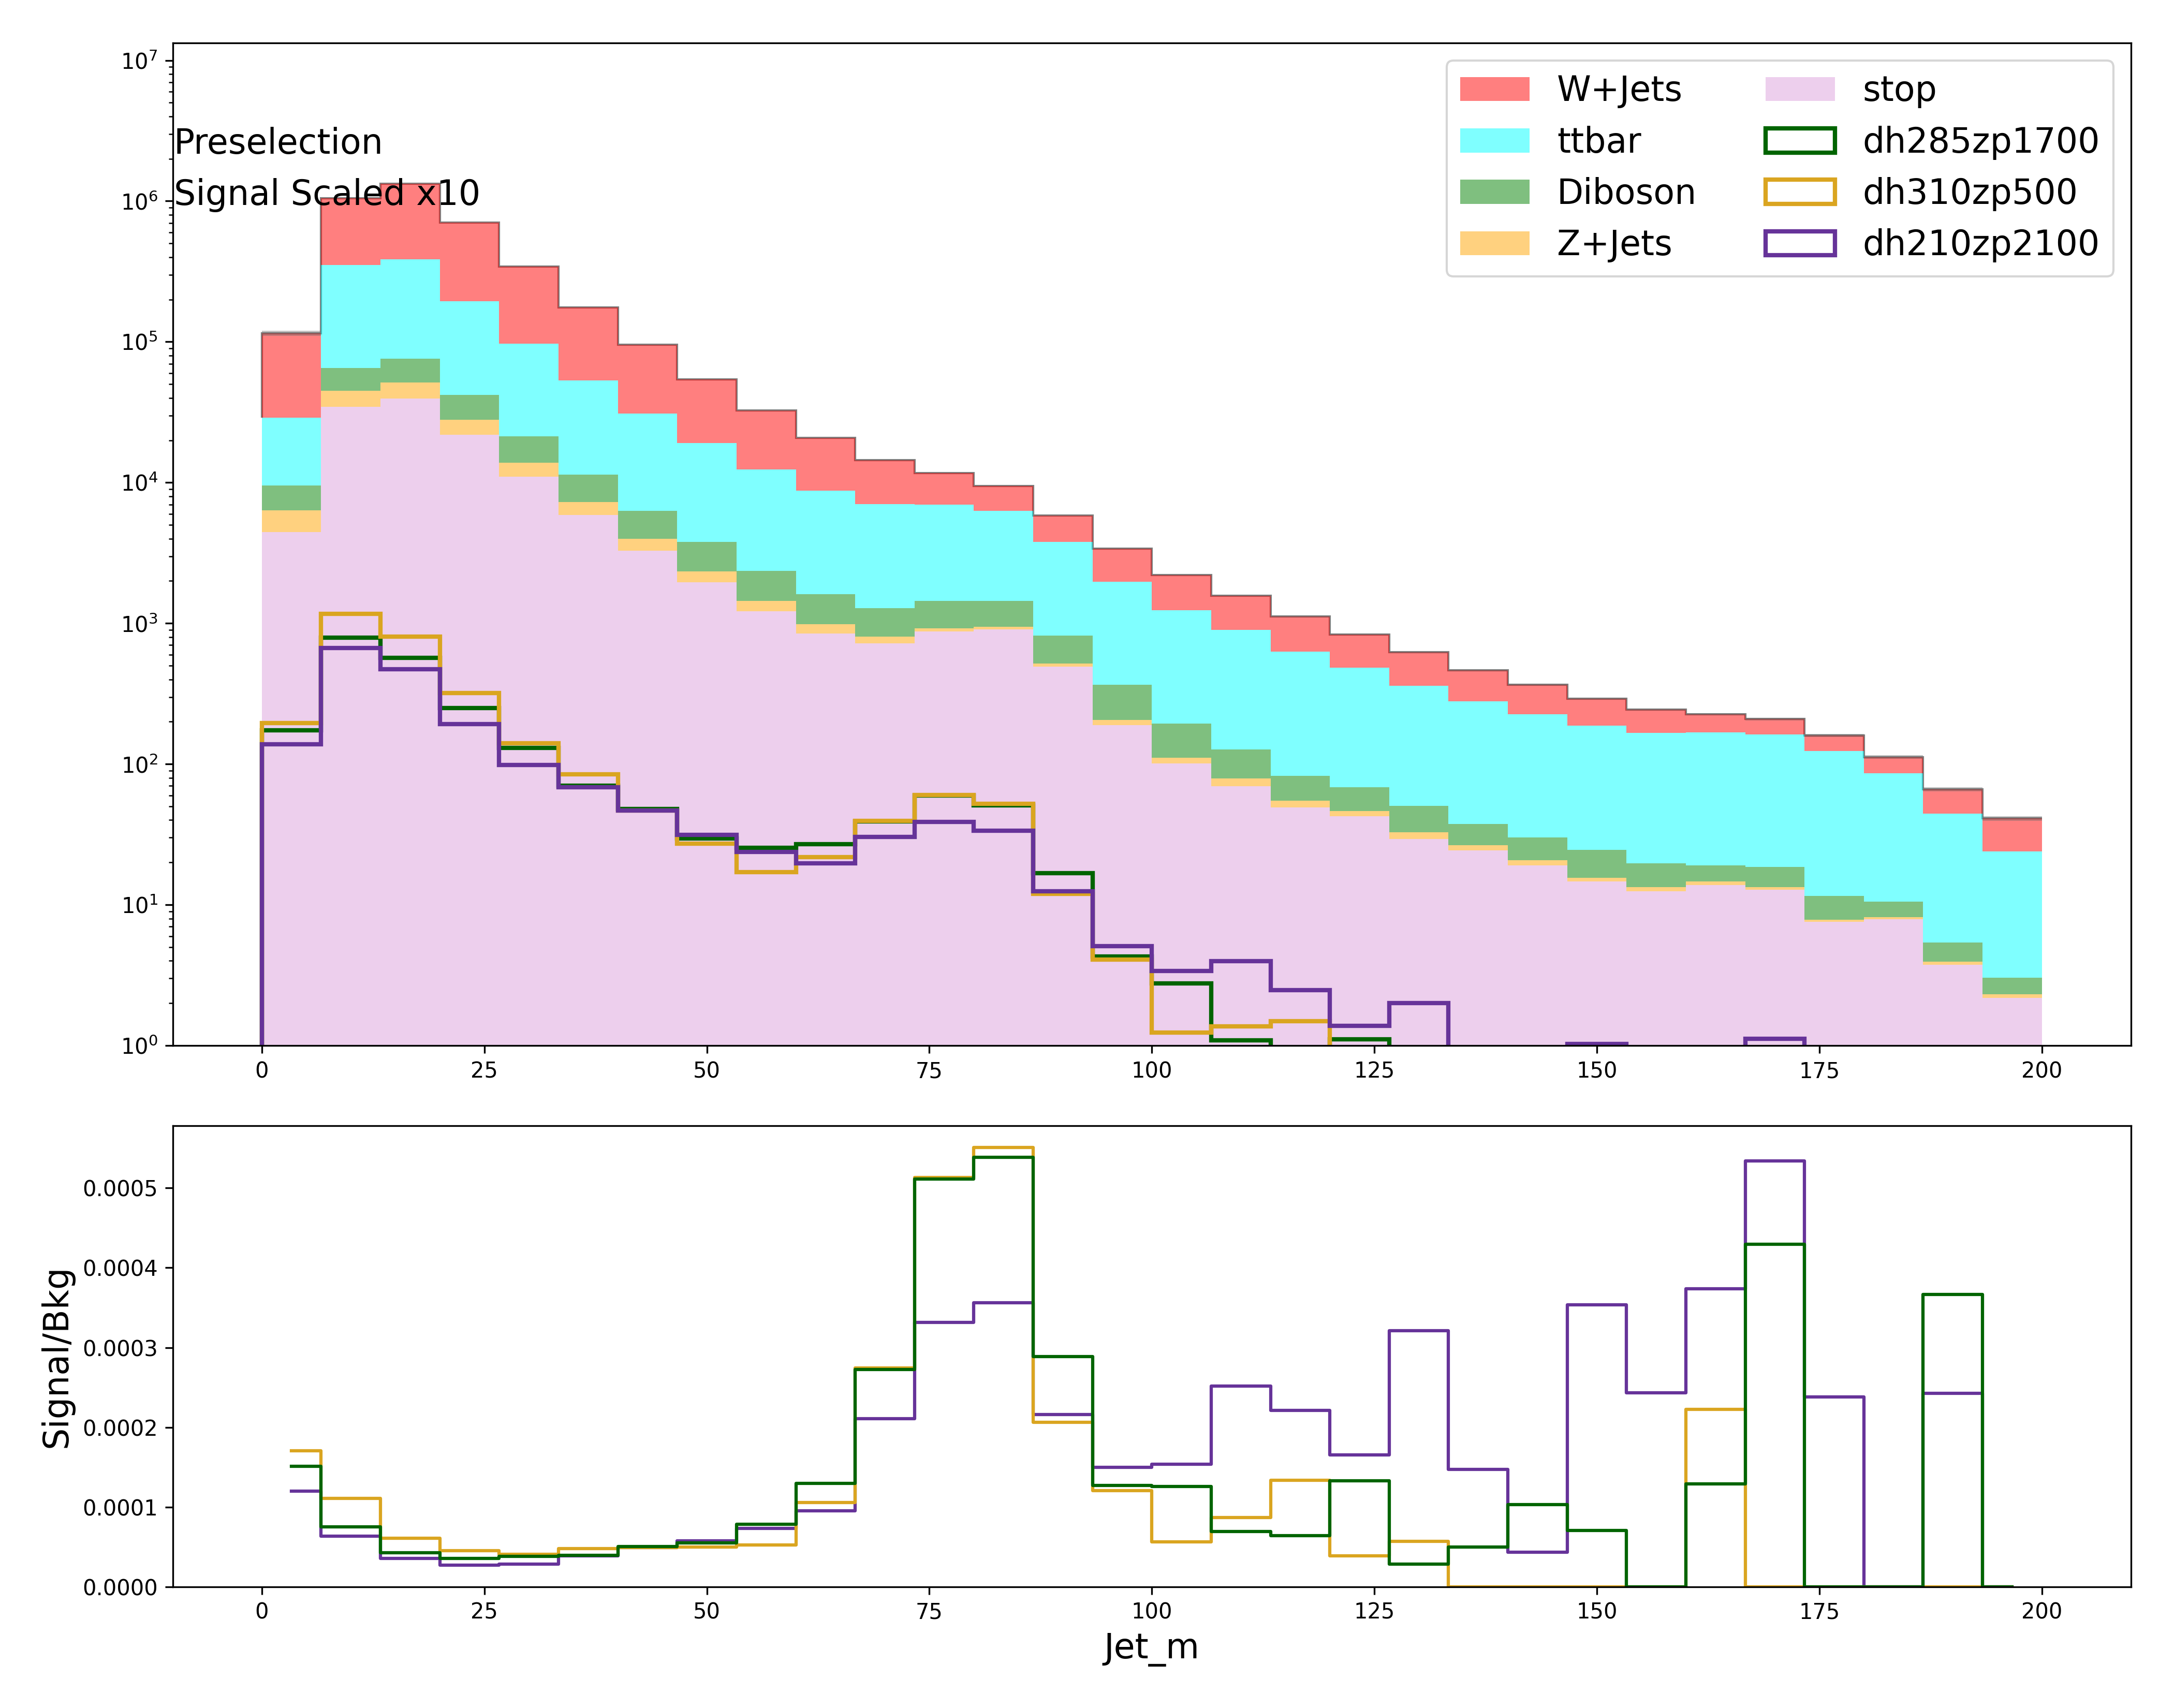 10^7
10^6
10^5
10^4
10^3
10^2
10^1
10^0
Preselection
Signal Scaled x10
W+Jets
ttbar
Diboson
Z+Jets
stop
dh285zp1700
dh310zp500
dh210zp2100
0 25 50 75 100 125 150 175 200
Signal/Bkg
0.0005
0.0004
0.0003
0.0002
0.0001
0.0000
0 25 50 75 100 125 150 175 200
Jet_m